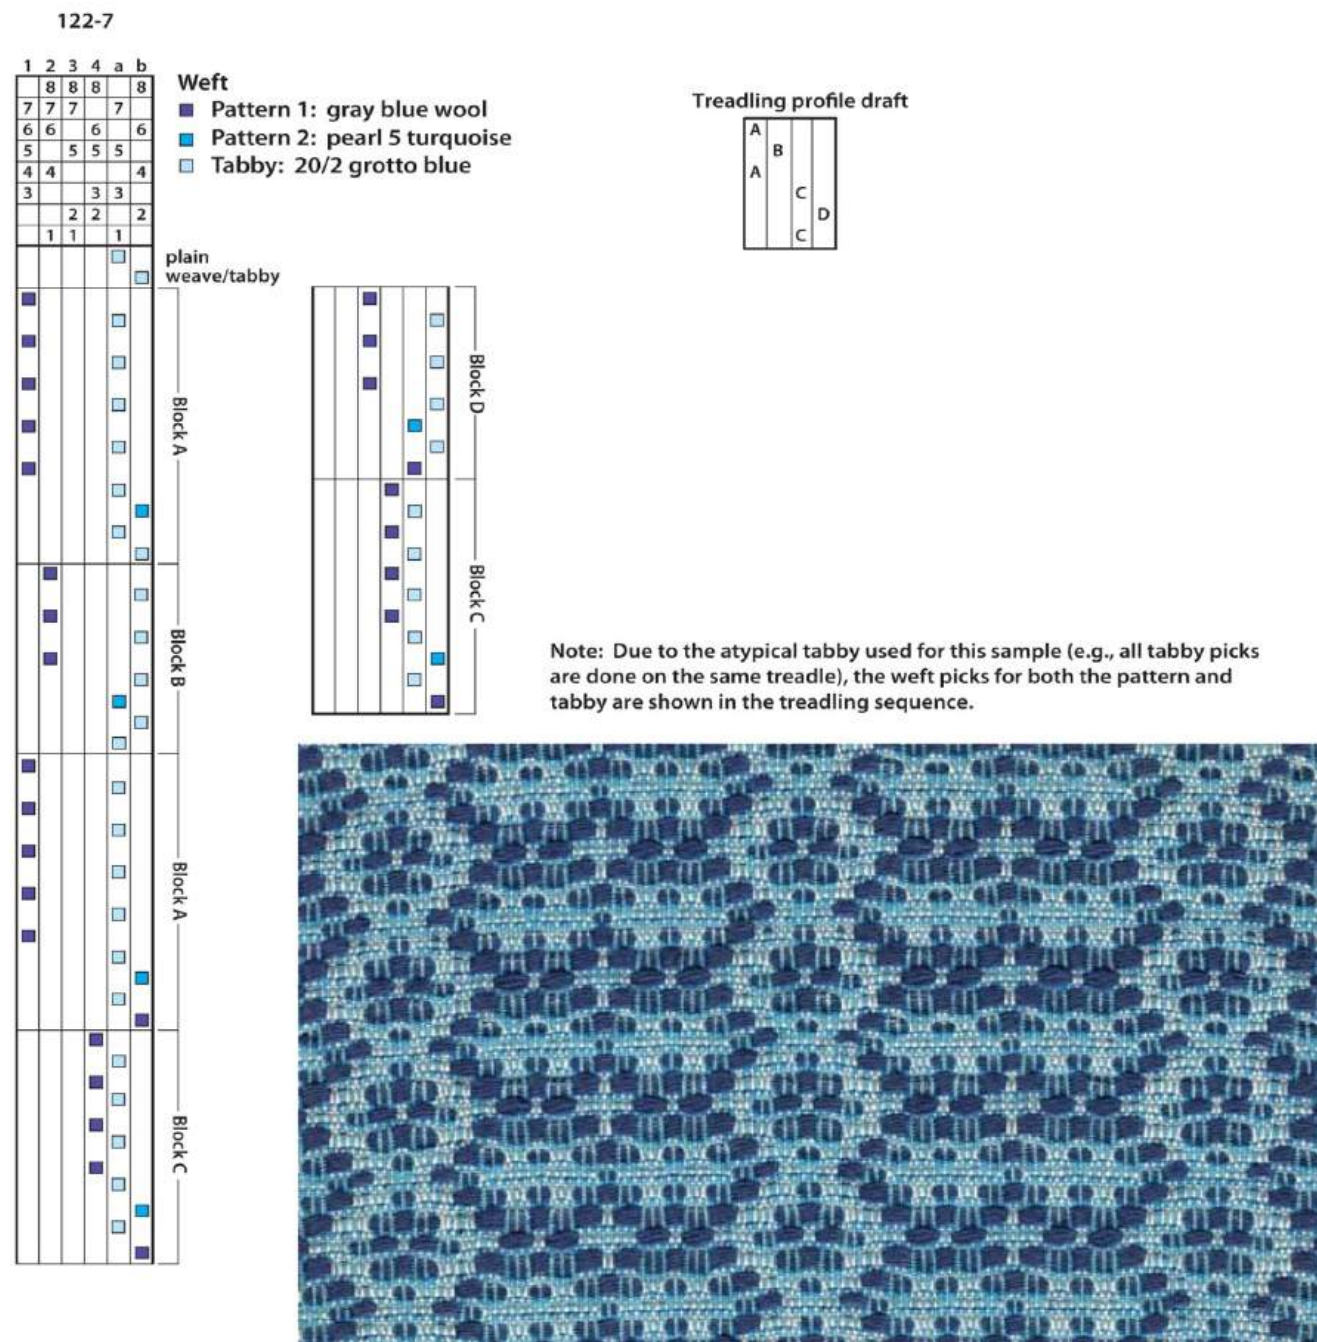 122-7
1 2 3 4 a b
8 8 8 8
7 7 7 7
6 6 6 6
5 5 5 5
4 4 4
3 3 3
2 2 2
1 1 1
Weft
Pattern 1: gray blue wool
Pattern 2: pearl 5 turquoise
Tabby: 20/2 grotto blue
plain
weave/tabby
Block A
Block B
Block A
Block C
Block D
Block C
Treadling profile draft
A
B
A
C
D
C
Note: Due to the atypical tabby used for this sample (e.g., all tabby picks
are done on the same treadle), the weft picks for both the pattern and
tabby are shown in the treadling sequence.